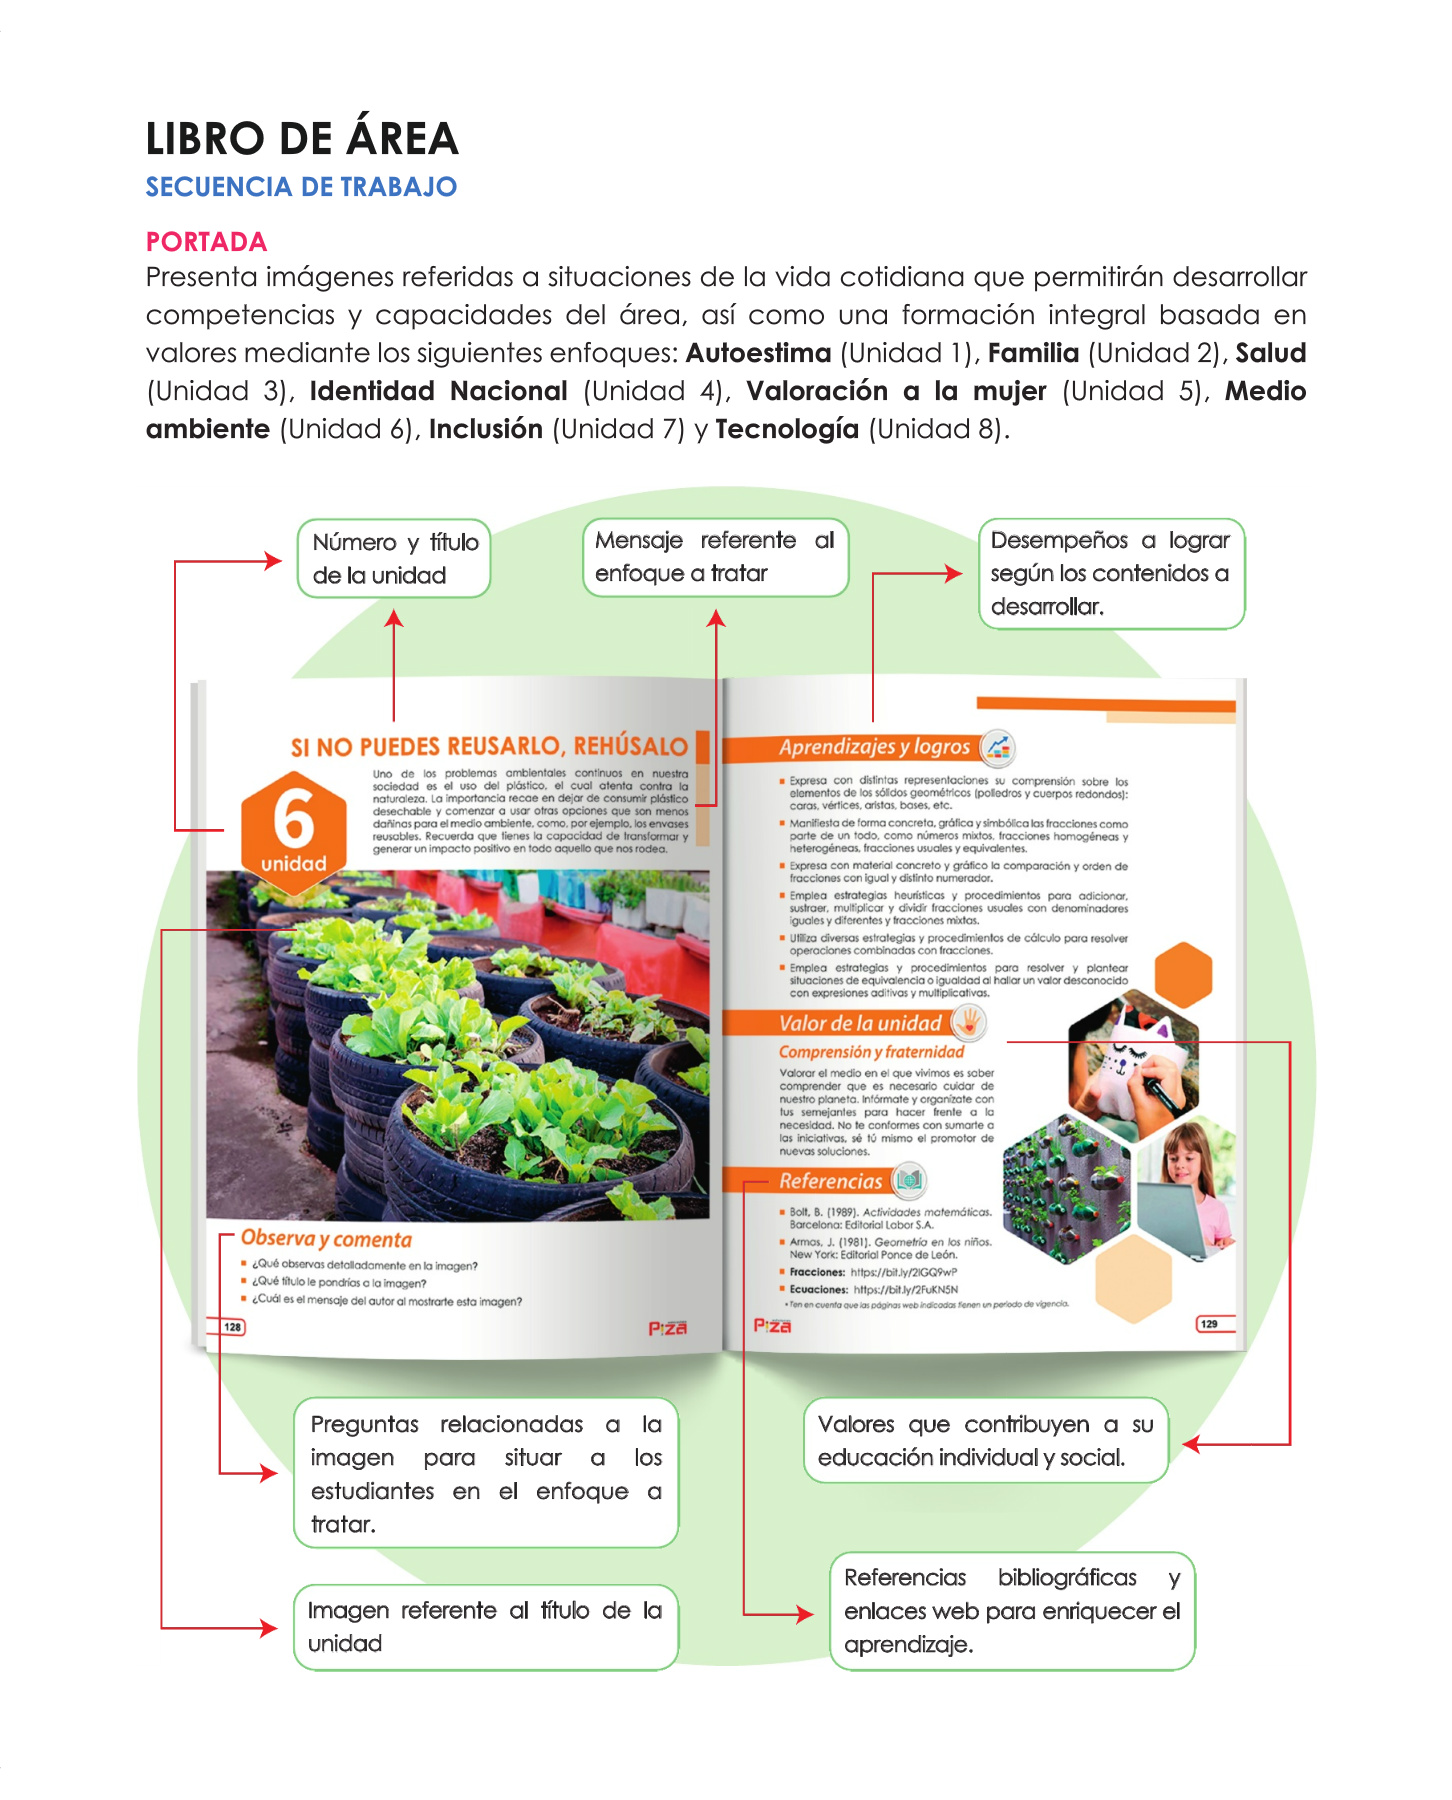 LIBRO DE ÁREA
SECUENCIA DE TRABAJO
PORTADA
Presenta imágenes referidas a situaciones de la vida cotidiana que permitirán desarrollar
competencias y capacidades del área, así como una formación integral basada en
valores mediante los siguientes enfoques: Autoestima (Unidad 1), Familia (Unidad 2), Salud
(Unidad 3), Identidad Nacional (Unidad 4), Valoración a la mujer (Unidad 5), Medio
ambiente (Unidad 6), Inclusión (Unidad 7) y Tecnología (Unidad 8).
Número y título
de la unidad
Mensaje referente al
enfoque a tratar
Desempeños a lograr
según los contenidos a
desarrollar.
SI NO PUEDES REUSARLO, REHÚSALO
6
unidad
Uno de los problemas ambientales continuos en nuestra
sociedad es el uso del plástico, el cual atenta contra la
naturaleza. La importancia recae en dejar de consumir plástico
desechable y comenzar a usar otras opciones que son menos
dañinas para el medio ambiente, como, por ejemplo, los envases
reusables. Recuerda que tienes la capacidad de transformar y
generar un impacto positivo en todo aquello que nos rodea.
Observa y comenta
¿Qué observas detalladamente en la imagen?
¿Qué título le pondrías a la imagen?
¿Cuál es el mensaje del autor al mostrarte esta imagen?
128
Piza
Aprendizajes y logros
Expresa con distintas representaciones su comprensión sobre los
elementos de los sólidos geométricos (poliedros y cuerpos redondos):
caras, vértices, aristas, bases, etc.
Manifiesta de forma concreta, gráfica y simbólica las fracciones como
parte de un todo, como números mixtos, fracciones homogéneas y
heterogéneas, fracciones usuales y equivalentes.
Expresa con material concreto y gráfico la comparación y orden de
fracciones con igual y distinto numerador.
Emplea estrategias heurísticas y procedimientos para adicionar,
sustraer, multiplicar y dividir fracciones usuales con denominadores
iguales y diferentes y fracciones mixtas.
Utiliza diversas estrategias y procedimientos de cálculo para resolver
operaciones combinadas con fracciones.
Emplea estrategias y procedimientos para resolver y plantear
situaciones de equivalencia o igualdad al hallar un valor desconocido
con expresiones aditivas y multiplicativas.
Valor de la unidad
Comprensión y fraternidad
Valorar el medio en el que vivimos es saber
comprender que es necesario cuidar de
nuestro planeta. Infórmate y organízate con
tus semejantes para hacer frente a la
necesidad. No te conformes con sumarte a
las iniciativas, sé tú mismo el promotor de
nuevas soluciones.
Referencias
Bolt, B. (1989). Actividades matemáticas.
Barcelona: Editorial Labor S.A.
Armas, J. (1981). Geometría en los niños.
New York: Editorial Ponce de León.
Fracciones: https://bit.ly/2IGQ9wP
Ecuaciones: https://bit.ly/2FuKN5N
* Ten en cuenta que las páginas web indicadas tienen un periodo de vigencia.
Piza
129
Preguntas relacionadas a la
imagen para situar a los
estudiantes en el enfoque a
tratar.
Valores que contribuyen a su
educación individual y social.
Imagen referente al título de la
unidad
Referencias bibliográficas y
enlaces web para enriquecer el
aprendizaje.